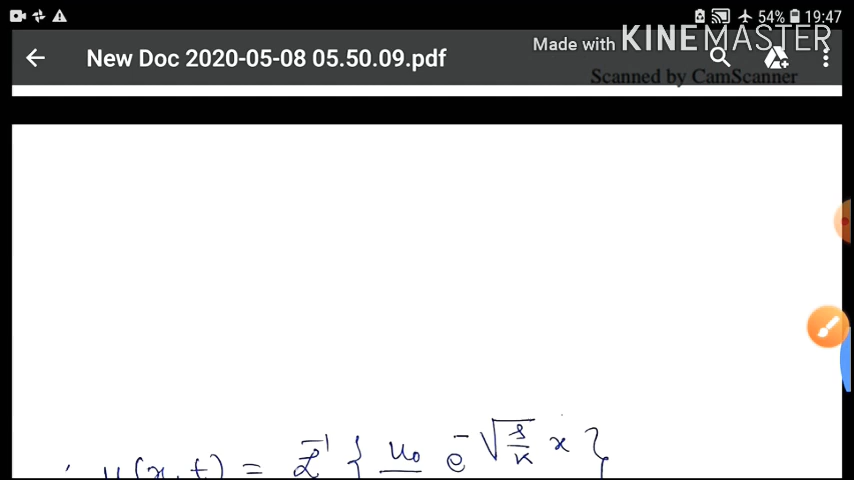 54% 19:47
New Doc 2020-05-08 05.50.09.pdf
Made with KINEMASTER
Scanned by CamScanner
∴ u(x,t) = ℒ⁻¹ { u₀ e^{-√(s/k) x} }